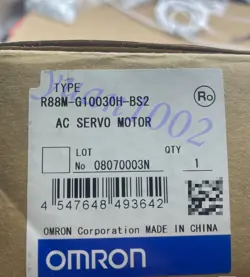 TYPE
R88M-G10030H-BS2
Ro
AC SERVO MOTOR
LOT
No 08070003N
QTY
1
4 547648 493642
OMRON Corporation MADE IN CHINA
OMRON